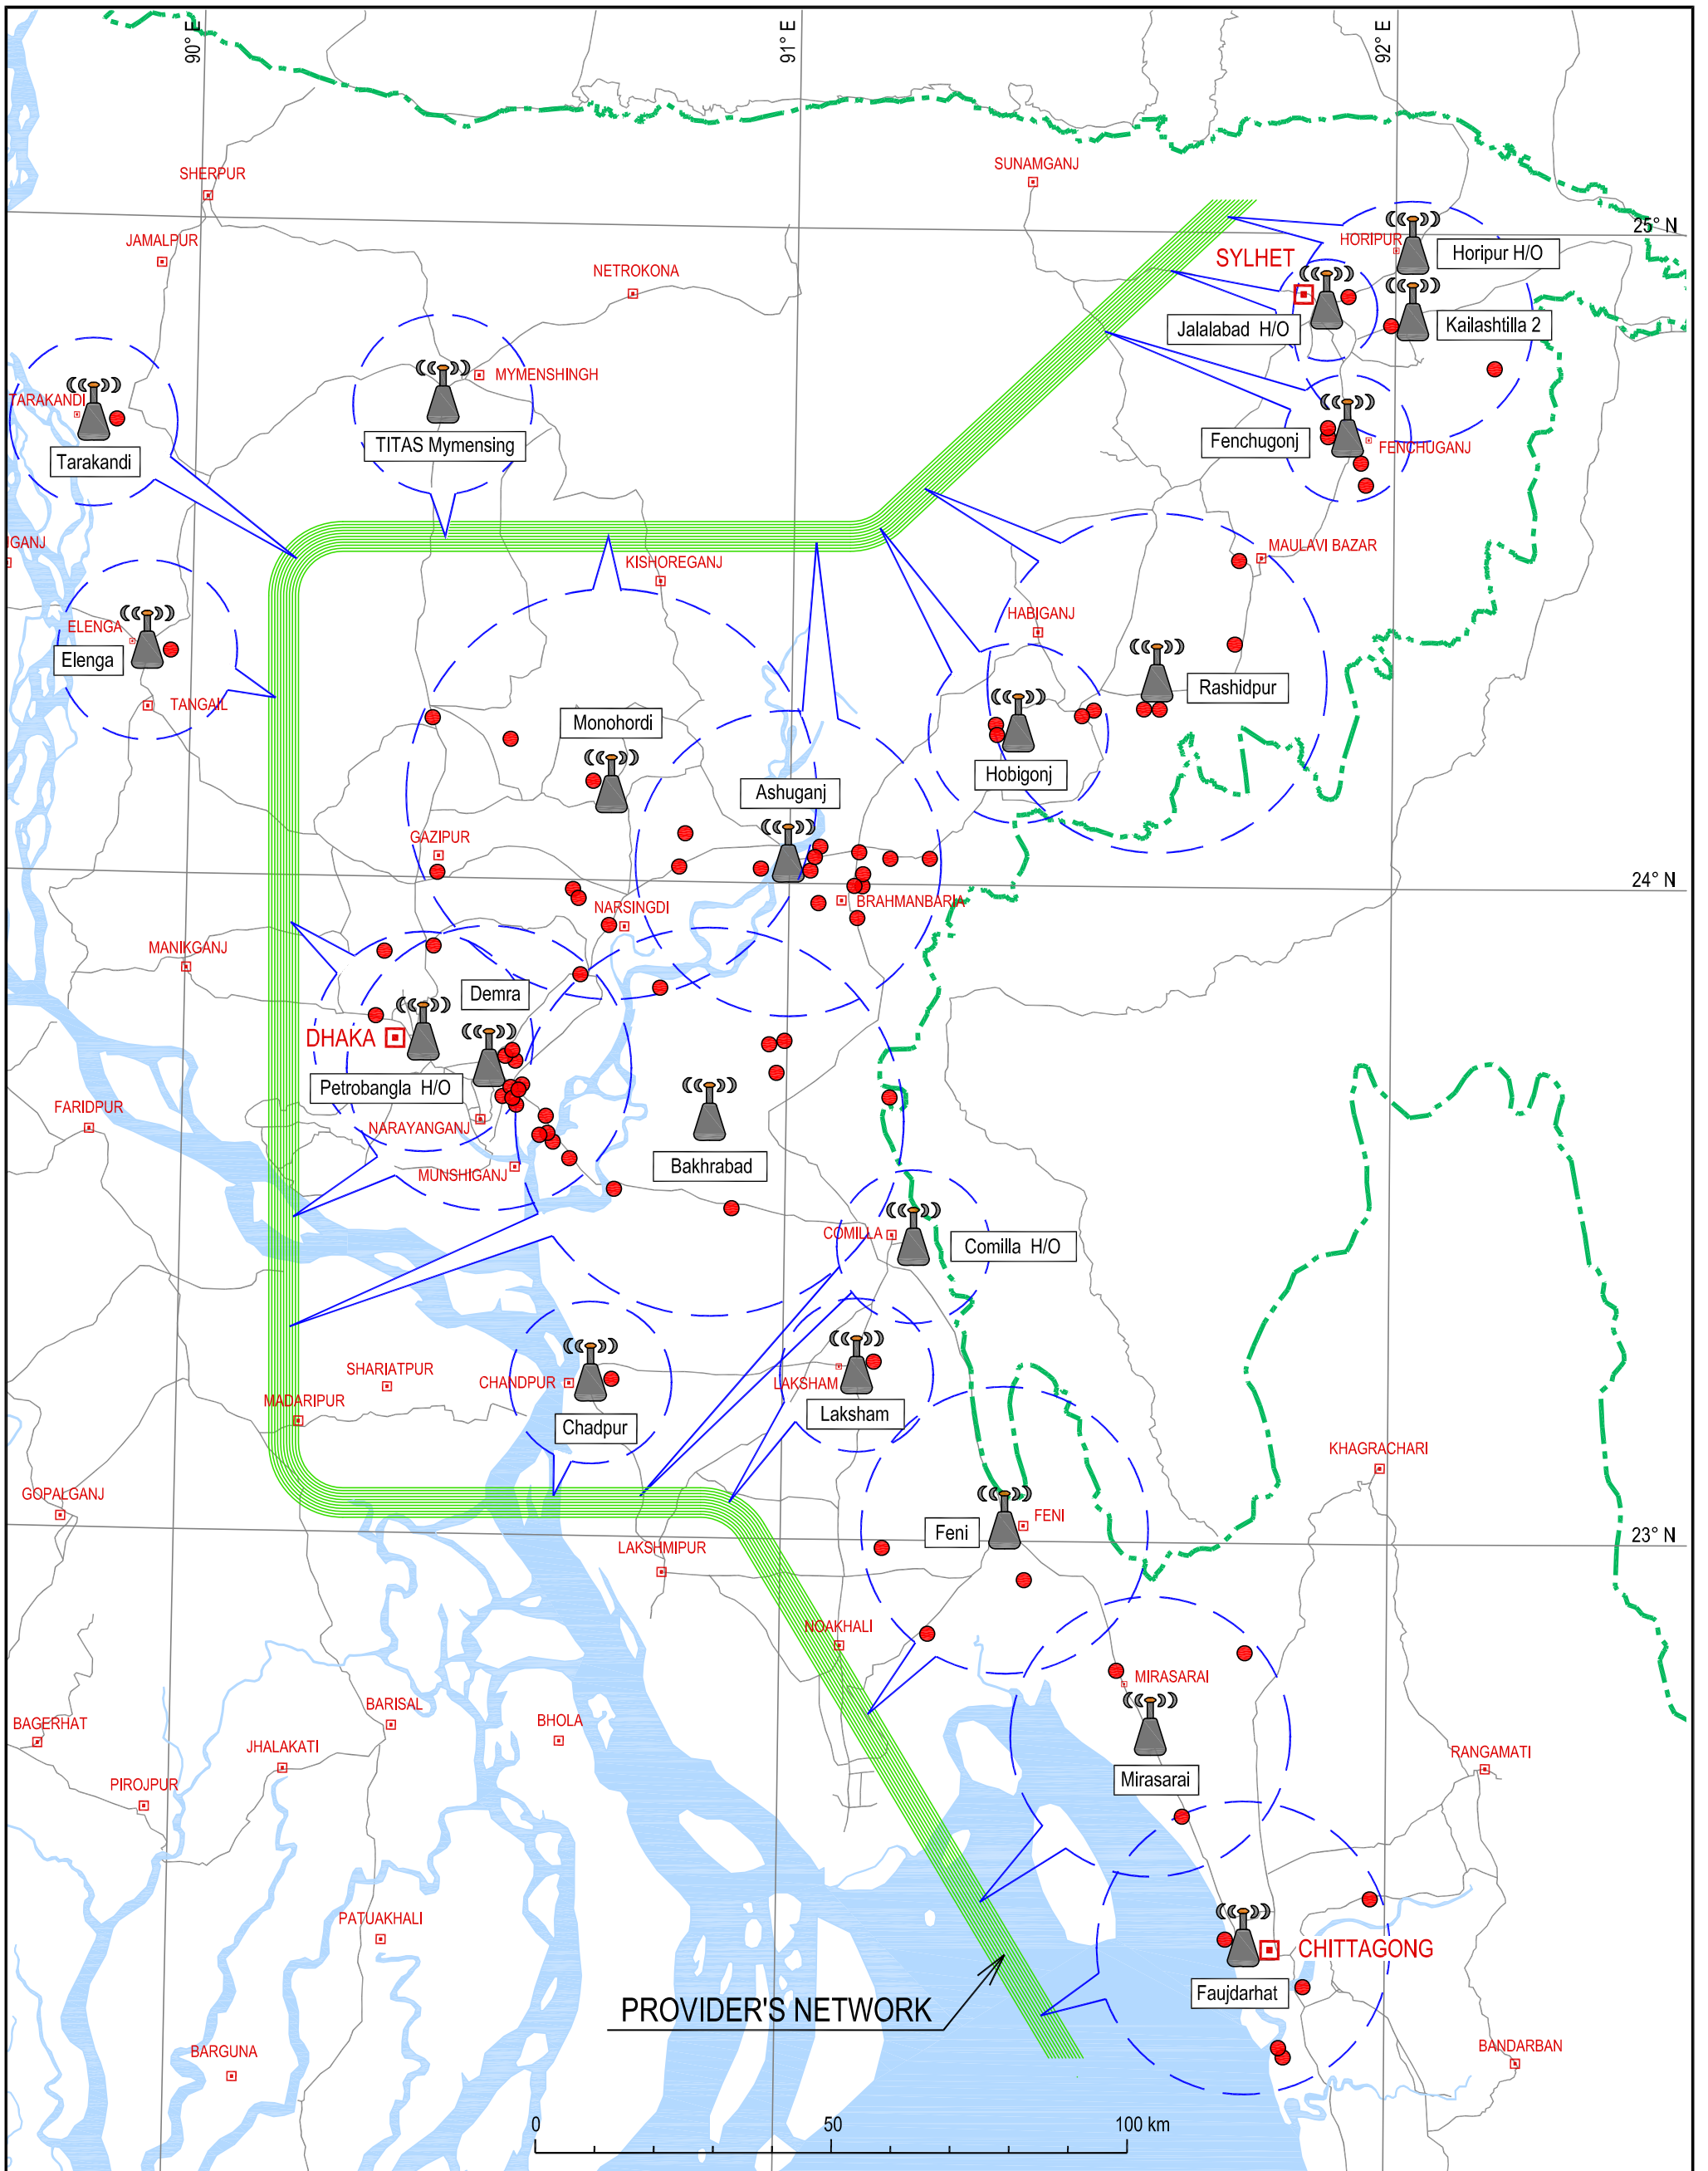 90° E
91° E
92° E
SHERPUR
SUNAMGANJ
25° N
JAMALPUR
HORIPUR
Horipur H/O
SYLHET
NETROKONA
Jalalabad H/O
Kailashtilla 2
MYMENSHINGH
TARAKANDI
TITAS Mymensing
Fenchugonj
FENCHUGANJ
Tarakandi
IGANJ
MAULAVI BAZAR
KISHOREGANJ
HABIGANJ
ELENGA
Elenga
Rashidpur
TANGAIL
Monohordi
Hobigonj
Ashuganj
GAZIPUR
24° N
BRAHMANBARIA
NARSINGDI
MANIKGANJ
Demra
DHAKA
Petrobangla H/O
FARIDPUR
NARAYANGANJ
Bakhrabad
MUNSHIGANJ
COMILLA
Comilla H/O
SHARIATPUR
CHANDPUR
LAKSHAM
MADARIPUR
Laksham
Chadpur
KHAGRACHARI
GOPALGANJ
FENI
Feni
23° N
LAKSHMIPUR
NOAKHALI
MIRASARAI
BARISAL
BHOLA
BAGERHAT
JHALAKATI
RANGAMATI
Mirasarai
PIROJPUR
PATUAKHALI
CHITTAGONG
Faujdarhat
PROVIDER'S NETWORK
BARGUNA
BANDARBAN
0 50 100 km